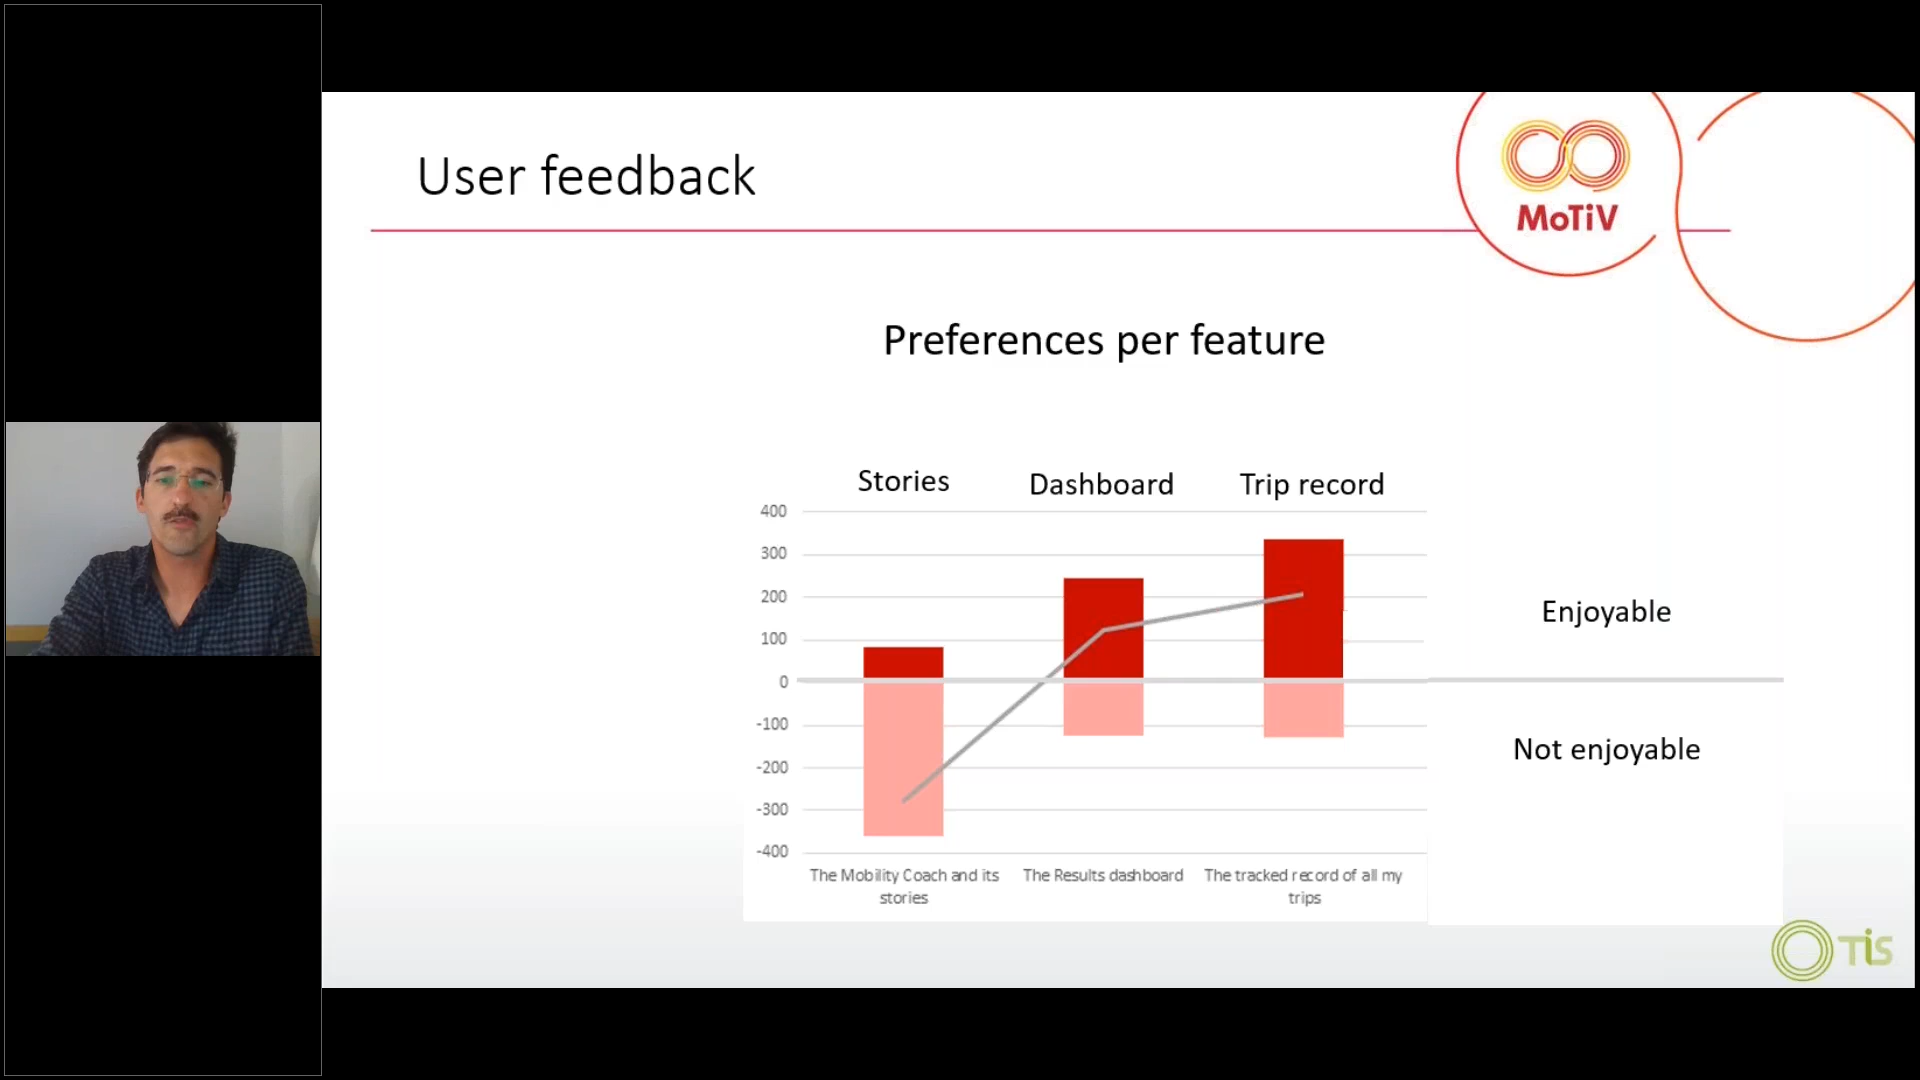 User feedback
MoTiV
Preferences per feature
Stories
Dashboard
Trip record
400
300
200
100
0
-100
-200
-300
-400
Enjoyable
Not enjoyable
The Mobility Coach and its
stories
The Results dashboard
The tracked record of all my
trips
TiS